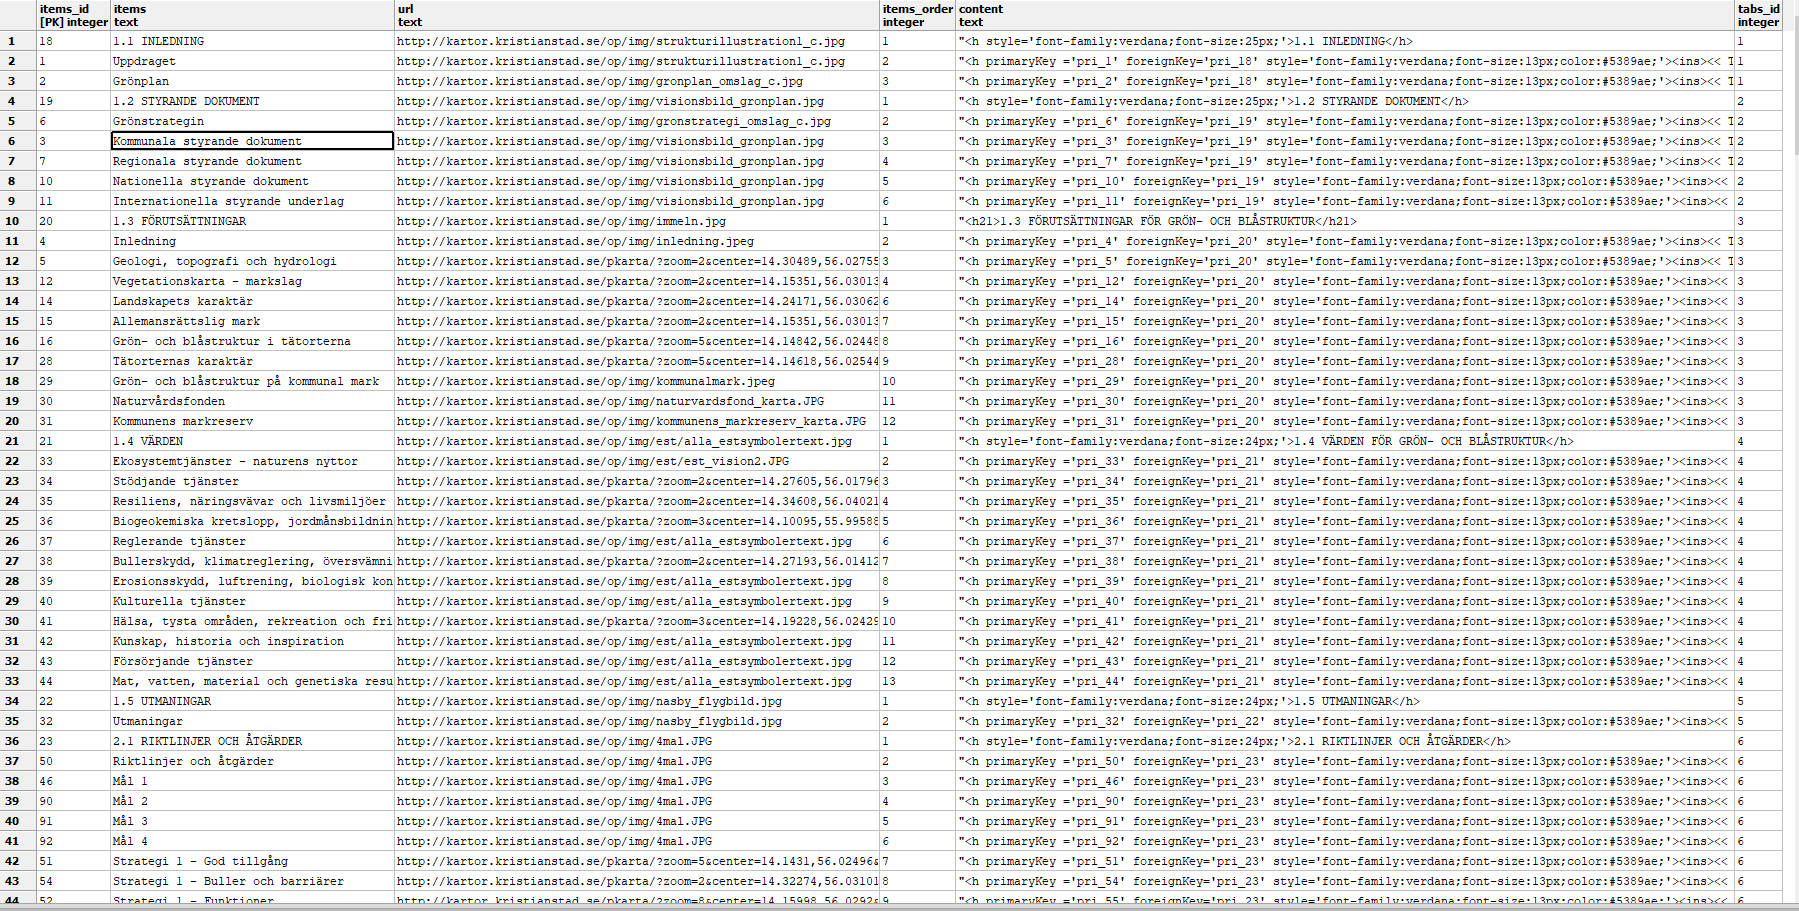 items_id items url items_order content tabs_id
[PK] integer text text integer text integer
1 18 1.1 INLEDNING http://kartor.kristianstad.se/op/img/strukturillustration1_c.jpg 1 "<h style='font-family:verdana;font-size:25px;'>1.1 INLEDNING</h> 1
2 1 Uppdraget http://kartor.kristianstad.se/op/img/strukturillustration1_c.jpg 2 "<h primaryKey ='pri_1' foreignKey='pri_18' style='font-family:verdana;font-size:13px;color:#5389ae;'><ins><< T 1
3 2 Grönplan http://kartor.kristianstad.se/op/img/gronplan_omslag_c.jpg 3 "<h primaryKey ='pri_2' foreignKey='pri_18' style='font-family:verdana;font-size:13px;color:#5389ae;'><ins><< T 1
4 19 1.2 STYRANDE DOKUMENT http://kartor.kristianstad.se/op/img/visionsbild_gronplan.jpg 1 "<h style='font-family:verdana;font-size:25px;'>1.2 STYRANDE DOKUMENT</h> 2
5 6 Grönstrategin http://kartor.kristianstad.se/op/img/gronstrategi_omslag_c.jpg 2 "<h primaryKey ='pri_6' foreignKey='pri_19' style='font-family:verdana;font-size:13px;color:#5389ae;'><ins><< T 2
6 3 Kommunala styrande dokument http://kartor.kristianstad.se/op/img/visionsbild_gronplan.jpg 3 "<h primaryKey ='pri_3' foreignKey='pri_19' style='font-family:verdana;font-size:13px;color:#5389ae;'><ins><< T 2
7 7 Regionala styrande dokument http://kartor.kristianstad.se/op/img/visionsbild_gronplan.jpg 4 "<h primaryKey ='pri_7' foreignKey='pri_19' style='font-family:verdana;font-size:13px;color:#5389ae;'><ins><< T 2
8 10 Nationella styrande dokument http://kartor.kristianstad.se/op/img/visionsbild_gronplan.jpg 5 "<h primaryKey ='pri_10' foreignKey='pri_19' style='font-family:verdana;font-size:13px;color:#5389ae;'><ins><< 2
9 11 Internationella styrande underlag http://kartor.kristianstad.se/op/img/visionsbild_gronplan.jpg 6 "<h primaryKey ='pri_11' foreignKey='pri_19' style='font-family:verdana;font-size:13px;color:#5389ae;'><ins><< 2
10 20 1.3 FÖRUTSÄTTNINGAR http://kartor.kristianstad.se/op/img/immeln.jpg 1 "<h21>1.3 FÖRUTSÄTTNINGAR FÖR GRÖN- OCH BLÅSTRUKTUR</h21> 3
11 4 Inledning http://kartor.kristianstad.se/op/img/inledning.jpeg 2 "<h primaryKey ='pri_4' foreignKey='pri_20' style='font-family:verdana;font-size:13px;color:#5389ae;'><ins><< T 3
12 5 Geologi, topografi och hydrologi http://kartor.kristianstad.se/pkarta/?zoom=2&center=14.30489,56.02755 3 "<h primaryKey ='pri_5' foreignKey='pri_20' style='font-family:verdana;font-size:13px;color:#5389ae;'><ins><< T 3
13 12 Vegetationskarta - markslag http://kartor.kristianstad.se/pkarta/?zoom=2&center=14.15351,56.03013 4 "<h primaryKey ='pri_12' foreignKey='pri_20' style='font-family:verdana;font-size:13px;color:#5389ae;'><ins><< 3
14 14 Landskapets karaktär http://kartor.kristianstad.se/pkarta/?zoom=2&center=14.24171,56.03062 6 "<h primaryKey ='pri_14' foreignKey='pri_20' style='font-family:verdana;font-size:13px;color:#5389ae;'><ins><< 3
15 15 Allemansrättslig mark http://kartor.kristianstad.se/pkarta/?zoom=2&center=14.15351,56.03013 7 "<h primaryKey ='pri_15' foreignKey='pri_20' style='font-family:verdana;font-size:13px;color:#5389ae;'><ins><< 3
16 16 Grön- och blåstruktur i tätorterna http://kartor.kristianstad.se/pkarta/?zoom=5&center=14.14842,56.02448 8 "<h primaryKey ='pri_16' foreignKey='pri_20' style='font-family:verdana;font-size:13px;color:#5389ae;'><ins><< 3
17 28 Tätorternas karaktär http://kartor.kristianstad.se/pkarta/?zoom=5&center=14.14618,56.02544 9 "<h primaryKey ='pri_28' foreignKey='pri_20' style='font-family:verdana;font-size:13px;color:#5389ae;'><ins><< 3
18 29 Grön- och blåstruktur på kommunal mark http://kartor.kristianstad.se/op/img/kommunalmark.jpeg 10 "<h primaryKey ='pri_29' foreignKey='pri_20' style='font-family:verdana;font-size:13px;color:#5389ae;'><ins><< 3
19 30 Naturvårdsfonden http://kartor.kristianstad.se/op/img/naturvardsfond_karta.JPG 11 "<h primaryKey ='pri_30' foreignKey='pri_20' style='font-family:verdana;font-size:13px;color:#5389ae;'><ins><< 3
20 31 Kommunens markreserv http://kartor.kristianstad.se/op/img/kommunens_markreserv_karta.JPG 12 "<h primaryKey ='pri_31' foreignKey='pri_20' style='font-family:verdana;font-size:13px;color:#5389ae;'><ins><< 3
21 21 1.4 VÄRDEN http://kartor.kristianstad.se/op/img/est/alla_estsymbolertext.jpg 1 "<h style='font-family:verdana;font-size:24px;'>1.4 VÄRDEN FÖR GRÖN- OCH BLÅSTRUKTUR</h> 4
22 33 Ekosystemtjänster - naturens nyttor http://kartor.kristianstad.se/op/img/est/est_vision2.JPG 2 "<h primaryKey ='pri_33' foreignKey='pri_21' style='font-family:verdana;font-size:13px;color:#5389ae;'><ins><< 4
23 34 Stödjande tjänster http://kartor.kristianstad.se/pkarta/?zoom=2&center=14.27605,56.01796 3 "<h primaryKey ='pri_34' foreignKey='pri_21' style='font-family:verdana;font-size:13px;color:#5389ae;'><ins><< 4
24 35 Resiliens, näringsvävar och livsmiljöer http://kartor.kristianstad.se/pkarta/?zoom=2&center=14.34608,56.04021 4 "<h primaryKey ='pri_35' foreignKey='pri_21' style='font-family:verdana;font-size:13px;color:#5389ae;'><ins><< 4
25 36 Biogeokemiska kretslopp, jordmånsbildnin http://kartor.kristianstad.se/pkarta/?zoom=3&center=14.10095,55.99588 5 "<h primaryKey ='pri_36' foreignKey='pri_21' style='font-family:verdana;font-size:13px;color:#5389ae;'><ins><< 4
26 37 Reglerande tjänster http://kartor.kristianstad.se/op/img/est/alla_estsymbolertext.jpg 6 "<h primaryKey ='pri_37' foreignKey='pri_21' style='font-family:verdana;font-size:13px;color:#5389ae;'><ins><< 4
27 38 Bullerskydd, klimatreglering, översvämni http://kartor.kristianstad.se/pkarta/?zoom=2&center=14.27193,56.01412 7 "<h primaryKey ='pri_38' foreignKey='pri_21' style='font-family:verdana;font-size:13px;color:#5389ae;'><ins><< 4
28 39 Erosionsskydd, luftrening, biologisk kon http://kartor.kristianstad.se/op/img/est/alla_estsymbolertext.jpg 8 "<h primaryKey ='pri_39' foreignKey='pri_21' style='font-family:verdana;font-size:13px;color:#5389ae;'><ins><< 4
29 40 Kulturella tjänster http://kartor.kristianstad.se/op/img/est/alla_estsymbolertext.jpg 9 "<h primaryKey ='pri_40' foreignKey='pri_21' style='font-family:verdana;font-size:13px;color:#5389ae;'><ins><< 4
30 41 Hälsa, tysta områden, rekreation och fri http://kartor.kristianstad.se/pkarta/?zoom=3&center=14.19228,56.02429 10 "<h primaryKey ='pri_41' foreignKey='pri_21' style='font-family:verdana;font-size:13px;color:#5389ae;'><ins><< 4
31 42 Kunskap, historia och inspiration http://kartor.kristianstad.se/op/img/est/alla_estsymbolertext.jpg 11 "<h primaryKey ='pri_42' foreignKey='pri_21' style='font-family:verdana;font-size:13px;color:#5389ae;'><ins><< 4
32 43 Försörjande tjänster http://kartor.kristianstad.se/op/img/est/alla_estsymbolertext.jpg 12 "<h primaryKey ='pri_43' foreignKey='pri_21' style='font-family:verdana;font-size:13px;color:#5389ae;'><ins><< 4
33 44 Mat, vatten, material och genetiska resu http://kartor.kristianstad.se/op/img/est/alla_estsymbolertext.jpg 13 "<h primaryKey ='pri_44' foreignKey='pri_21' style='font-family:verdana;font-size:13px;color:#5389ae;'><ins><< 4
34 22 1.5 UTMANINGAR http://kartor.kristianstad.se/op/img/nasby_flygbild.jpg 1 "<h style='font-family:verdana;font-size:24px;'>1.5 UTMANINGAR</h> 5
35 32 Utmaningar http://kartor.kristianstad.se/op/img/nasby_flygbild.jpg 2 "<h primaryKey ='pri_32' foreignKey='pri_22' style='font-family:verdana;font-size:13px;color:#5389ae;'><ins><< 5
36 23 2.1 RIKTLINJER OCH ÅTGÄRDER http://kartor.kristianstad.se/op/img/4mal.JPG 1 "<h style='font-family:verdana;font-size:24px;'>2.1 RIKTLINJER OCH ÅTGÄRDER</h> 6
37 50 Riktlinjer och åtgärder http://kartor.kristianstad.se/op/img/4mal.JPG 2 "<h primaryKey ='pri_50' foreignKey='pri_23' style='font-family:verdana;font-size:13px;color:#5389ae;'><ins><< 6
38 46 Mål 1 http://kartor.kristianstad.se/op/img/4mal.JPG 3 "<h primaryKey ='pri_46' foreignKey='pri_23' style='font-family:verdana;font-size:13px;color:#5389ae;'><ins><< 6
39 90 Mål 2 http://kartor.kristianstad.se/op/img/4mal.JPG 4 "<h primaryKey ='pri_90' foreignKey='pri_23' style='font-family:verdana;font-size:13px;color:#5389ae;'><ins><< 6
40 91 Mål 3 http://kartor.kristianstad.se/op/img/4mal.JPG 5 "<h primaryKey ='pri_91' foreignKey='pri_23' style='font-family:verdana;font-size:13px;color:#5389ae;'><ins><< 6
41 92 Mål 4 http://kartor.kristianstad.se/op/img/4mal.JPG 6 "<h primaryKey ='pri_92' foreignKey='pri_23' style='font-family:verdana;font-size:13px;color:#5389ae;'><ins><< 6
42 51 Strategi 1 - God tillgång http://kartor.kristianstad.se/pkarta/?zoom=5&center=14.1431,56.02496& 7 "<h primaryKey ='pri_51' foreignKey='pri_23' style='font-family:verdana;font-size:13px;color:#5389ae;'><ins><< 6
43 54 Strategi 1 - Buller och barriärer http://kartor.kristianstad.se/pkarta/?zoom=2&center=14.32274,56.03101 8 "<h primaryKey ='pri_54' foreignKey='pri_23' style='font-family:verdana;font-size:13px;color:#5389ae;'><ins><< 6
44 52 Strategi 1 - Funktioner http://kartor.kristianstad.se/pkarta/?zoom=8&center=14.15998,56.0292& 9 "<h primaryKey ='pri_55' foreignKey='pri_23' style='font-family:verdana;font-size:13px;color:#5389ae;'><ins><< 6